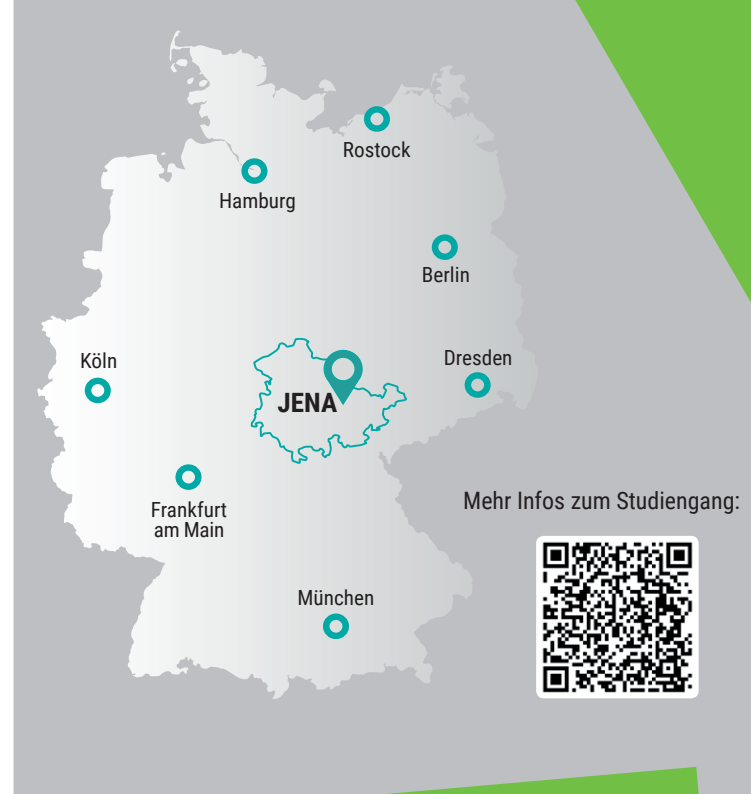 Rostock
Hamburg
Berlin
Köln
Dresden
JENA
Frankfurt
am Main
Mehr Infos zum Studiengang:
München